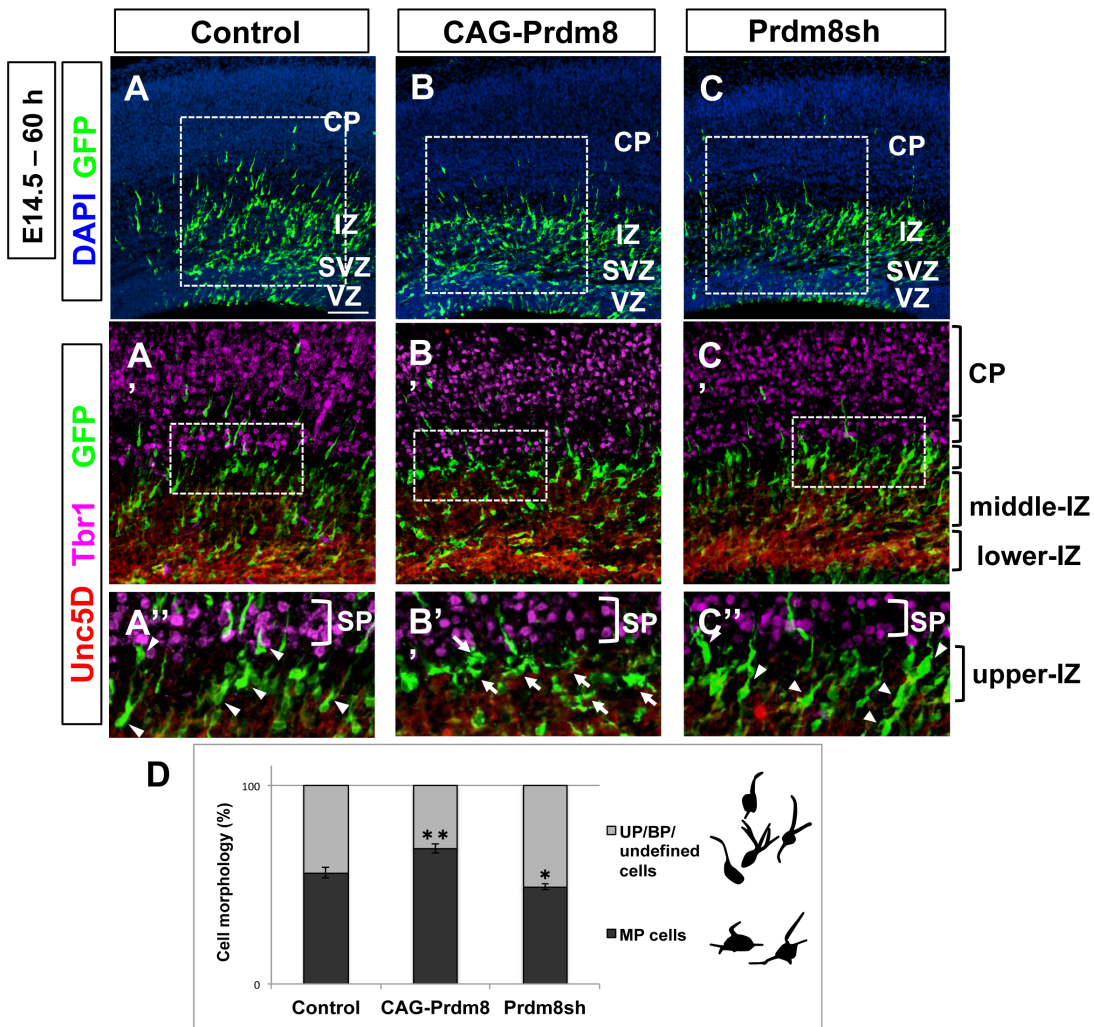 Control
CAG-Prdm8
Prdm8sh
E14.5 – 60 h
DAPI GFP
A
CP
IZ
SVZ
VZ
B
CP
IZ
SVZ
VZ
C
CP
IZ
SVZ
VZ
Unc5D Tbr1 GFP
A
’
B
’
C
’
CP
middle-IZ
lower-IZ
A’’
SP
B’
’
SP
C’’
SP
upper-IZ
D
Cell morphology (%)
100
0
**
*
Control
CAG-Prdm8
Prdm8sh
UP/BP/
undefined
cells
MP cells